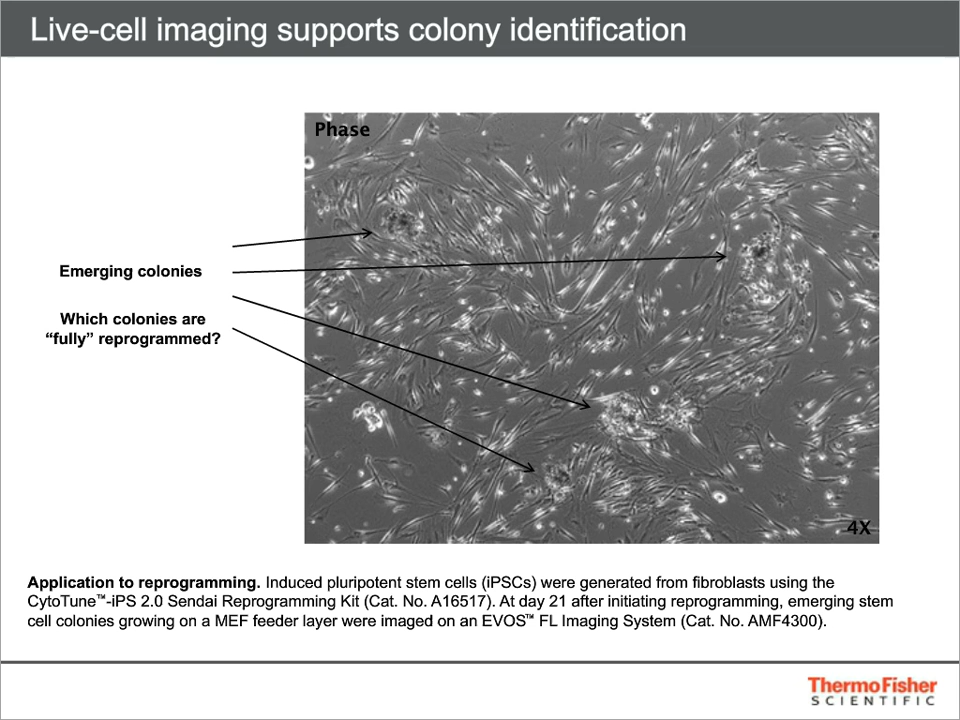 Live-cell imaging supports colony identification
Phase
Emerging colonies
Which colonies are
“fully” reprogrammed?
4X
Application to reprogramming. Induced pluripotent stem cells (iPSCs) were generated from fibroblasts using the
CytoTune™-iPS 2.0 Sendai Reprogramming Kit (Cat. No. A16517). At day 21 after initiating reprogramming, emerging stem
cell colonies growing on a MEF feeder layer were imaged on an EVOS™ FL Imaging System (Cat. No. AMF4300).
ThermoFisher
SCIENTIFIC